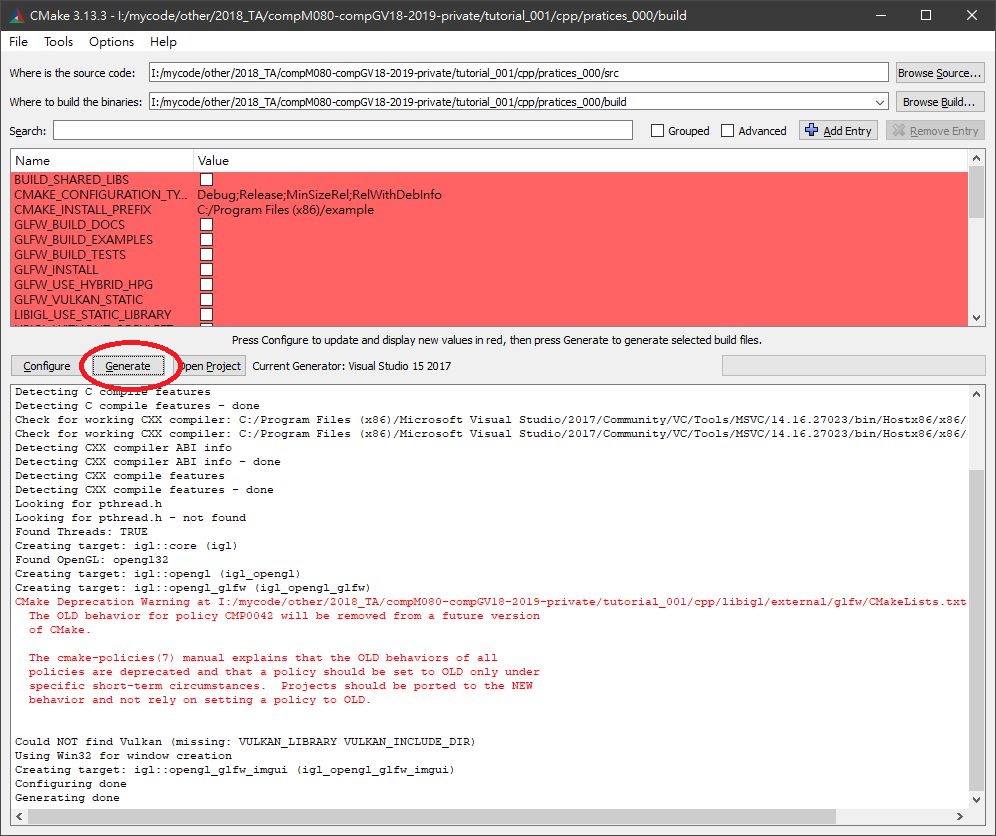 CMake 3.13.3 - I:/mycode/other/2018_TA/compM080-compGV18-2019-private/tutorial_001/cpp/pratices_000/build
File Tools Options Help
Where is the source code: I:/mycode/other/2018_TA/compM080-compGV18-2019-private/tutorial_001/cpp/pratices_000/src Browse Source...
Where to build the binaries: I:/mycode/other/2018_TA/compM080-compGV18-2019-private/tutorial_001/cpp/pratices_000/build Browse Build...
Search: Grouped Advanced Add Entry Remove Entry
Name Value
BUILD_SHARED_LIBS
CMAKE_CONFIGURATION_TY... Debug;Release;MinSizeRel;RelWithDebInfo
CMAKE_INSTALL_PREFIX C:/Program Files (x86)/example
GLFW_BUILD_DOCS
GLFW_BUILD_EXAMPLES
GLFW_BUILD_TESTS
GLFW_INSTALL
GLFW_USE_HYBRID_HPG
GLFW_VULKAN_STATIC
LIBIGL_USE_STATIC_LIBRARY
Press Configure to update and display new values in red, then press Generate to generate selected build files.
Configure Generate Open Project Current Generator: Visual Studio 15 2017
Detecting C compile features
Detecting C compile features - done
Check for working CXX compiler: C:/Program Files (x86)/Microsoft Visual Studio/2017/Community/VC/Tools/MSVC/14.16.27023/bin/Hostx86/x86/
Check for working CXX compiler: C:/Program Files (x86)/Microsoft Visual Studio/2017/Community/VC/Tools/MSVC/14.16.27023/bin/Hostx86/x86/
Detecting CXX compiler ABI info
Detecting CXX compiler ABI info - done
Detecting CXX compile features
Detecting CXX compile features - done
Looking for pthread.h
Looking for pthread.h - not found
Found Threads: TRUE
Creating target: igl::core (igl)
Found OpenGL: opengl32
Creating target: igl::opengl (igl_opengl)
Creating target: igl::opengl_glfw (igl_opengl_glfw)
CMake Deprecation Warning at I:/mycode/other/2018_TA/compM080-compGV18-2019-private/tutorial_001/cpp/libigl/external/glfw/CMakeLists.txt
The OLD behavior for policy CMP0042 will be removed from a future version
of CMake.
The cmake-policies(7) manual explains that the OLD behaviors of all
policies are deprecated and that a policy should be set to OLD only under
specific short-term circumstances. Projects should be ported to the NEW
behavior and not rely on setting a policy to OLD.
Could NOT find Vulkan (missing: VULKAN_LIBRARY VULKAN_INCLUDE_DIR)
Using Win32 for window creation
Creating target: igl::opengl_glfw_imgui (igl_opengl_glfw_imgui)
Configuring done
Generating done